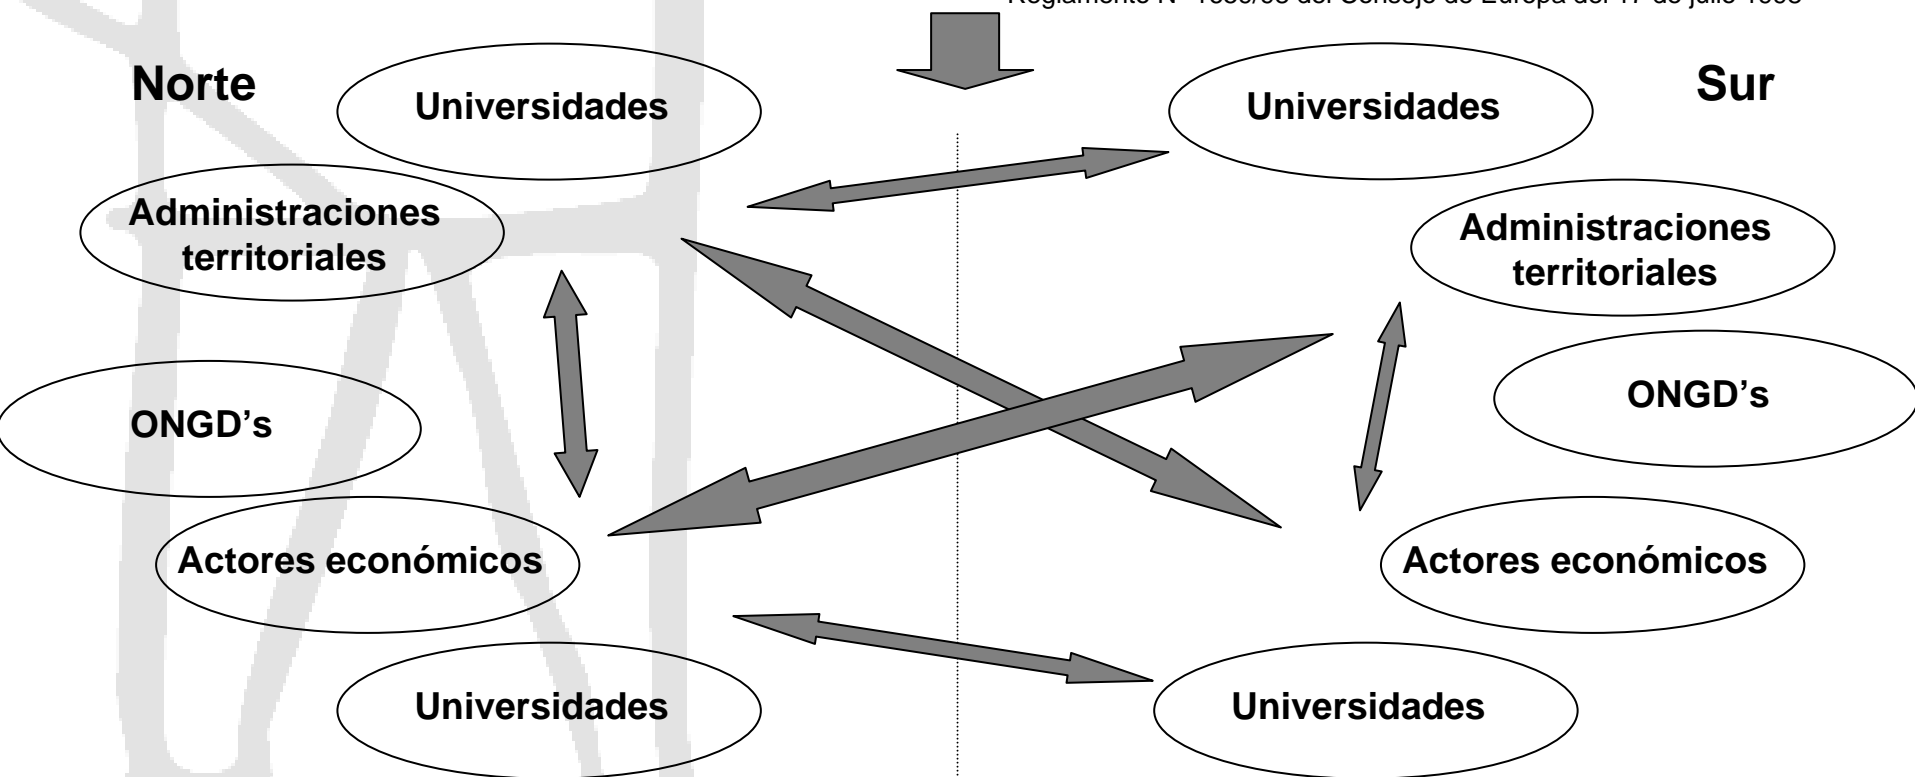 Norte
Universidades
Universidades
Sur
Administraciones
territoriales
Administraciones
territoriales
ONGD's
ONGD's
Actores económicos
Actores económicos
Universidades
Universidades